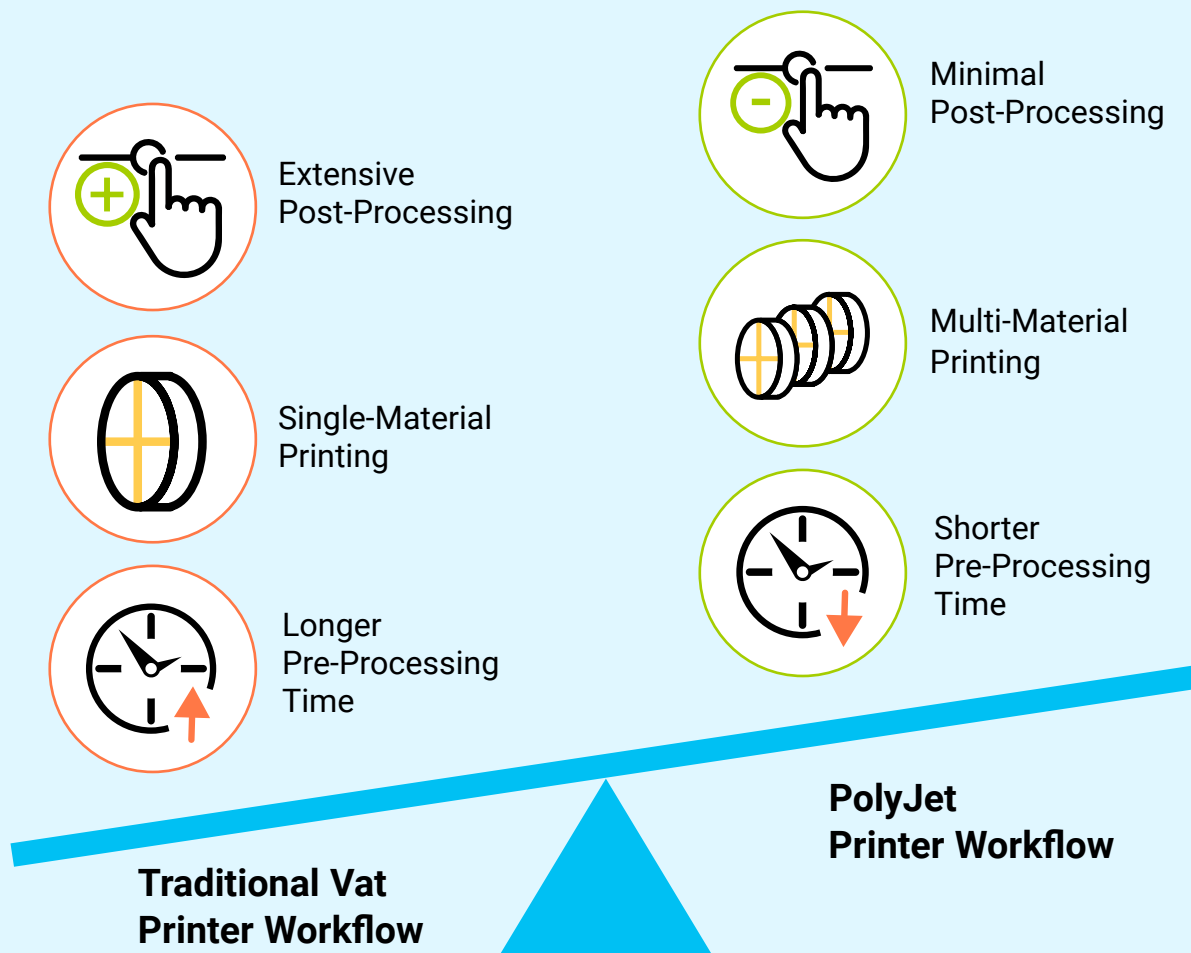 Extensive
Post-Processing
Single-Material
Printing
Longer
Pre-Processing
Time
Traditional Vat
Printer Workflow
Minimal
Post-Processing
Multi-Material
Printing
Shorter
Pre-Processing
Time
PolyJet
Printer Workflow